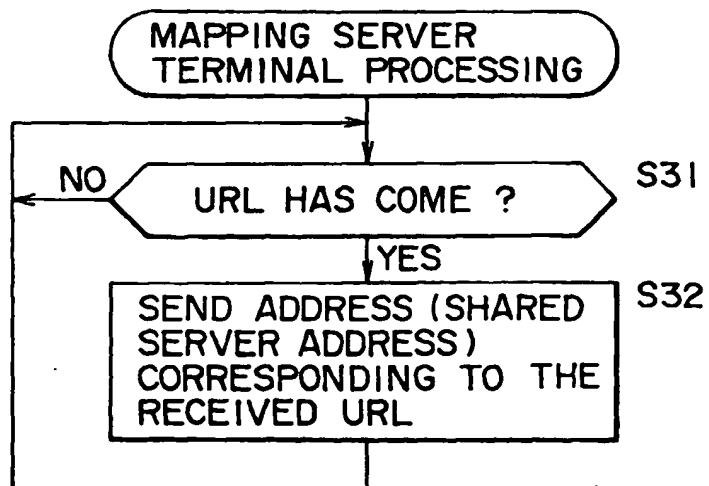 MAPPING SERVER
TERMINAL PROCESSING
NO
URL HAS COME ?
S31
YES
SEND ADDRESS (SHARED
SERVER ADDRESS)
CORRESPONDING TO THE
RECEIVED URL
S32